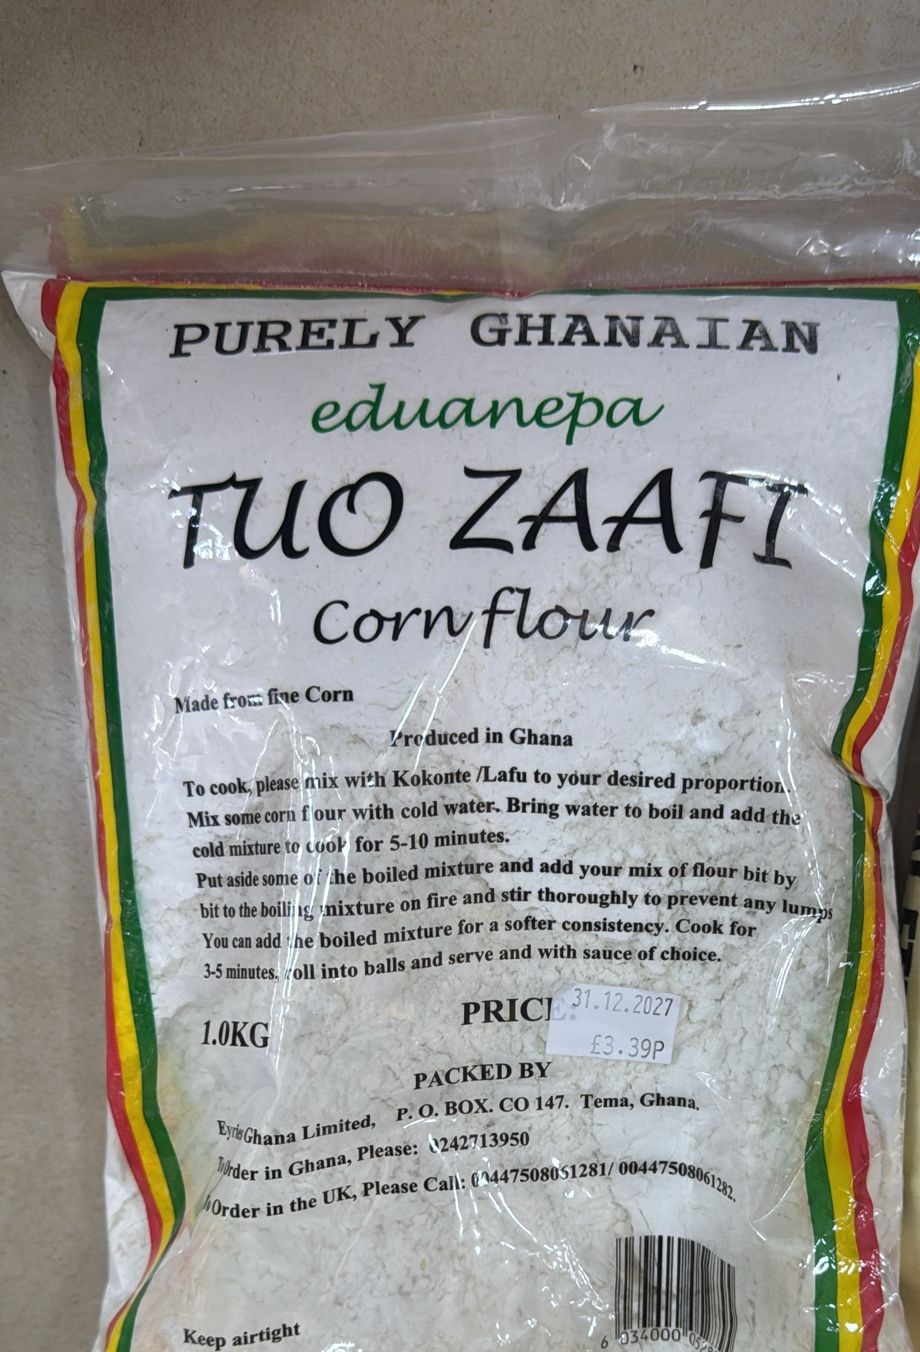 PURELY GHANAIAN
eduanepa
TUO ZAAFI
Corn flour
Made from fine Corn
Produced in Ghana
To cook, please mix with Kokonte /Lafu to your desired proportion.
Mix some corn flour with cold water. Bring water to boil and add the
cold mixture to cook for 5-10 minutes.
Put aside some of the boiled mixture and add your mix of flour bit by
bit to the boiling mixture on fire and stir thoroughly to prevent any lumps
You can add the boiled mixture for a softer consistency. Cook for
3-5 minutes, roll into balls and serve and with sauce of choice.
1.0KG
PRICE:
31.12.2027
£3.39P
PACKED BY
Ghana Limited, P. O. BOX. CO 147. Tema, Ghana.
To Order in Ghana, Please: 0242713950
To Order in the UK, Please Call: 00447508061281/ 00447508061282.
Keep airtight
6 034000